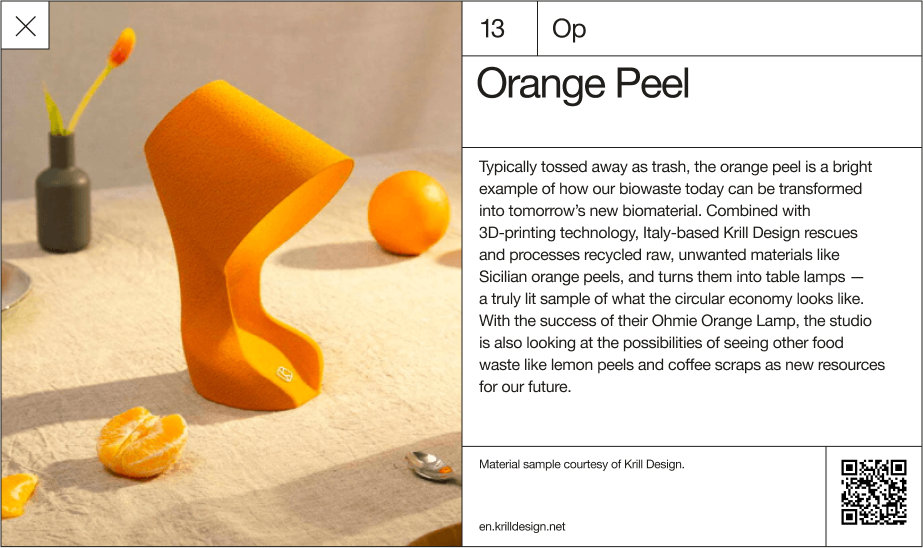 13
Op
Orange Peel
Typically tossed away as trash, the orange peel is a bright
example of how our biowaste today can be transformed
into tomorrow’s new biomaterial. Combined with
3D-printing technology, Italy-based Krill Design rescues
and processes recycled raw, unwanted materials like
Sicilian orange peels, and turns them into table lamps —
a truly lit sample of what the circular economy looks like.
With the success of their Ohmie Orange Lamp, the studio
is also looking at the possibilities of seeing other food
waste like lemon peels and coffee scraps as new resources
for our future.
Material sample courtesy of Krill Design.
en.krilldesign.net